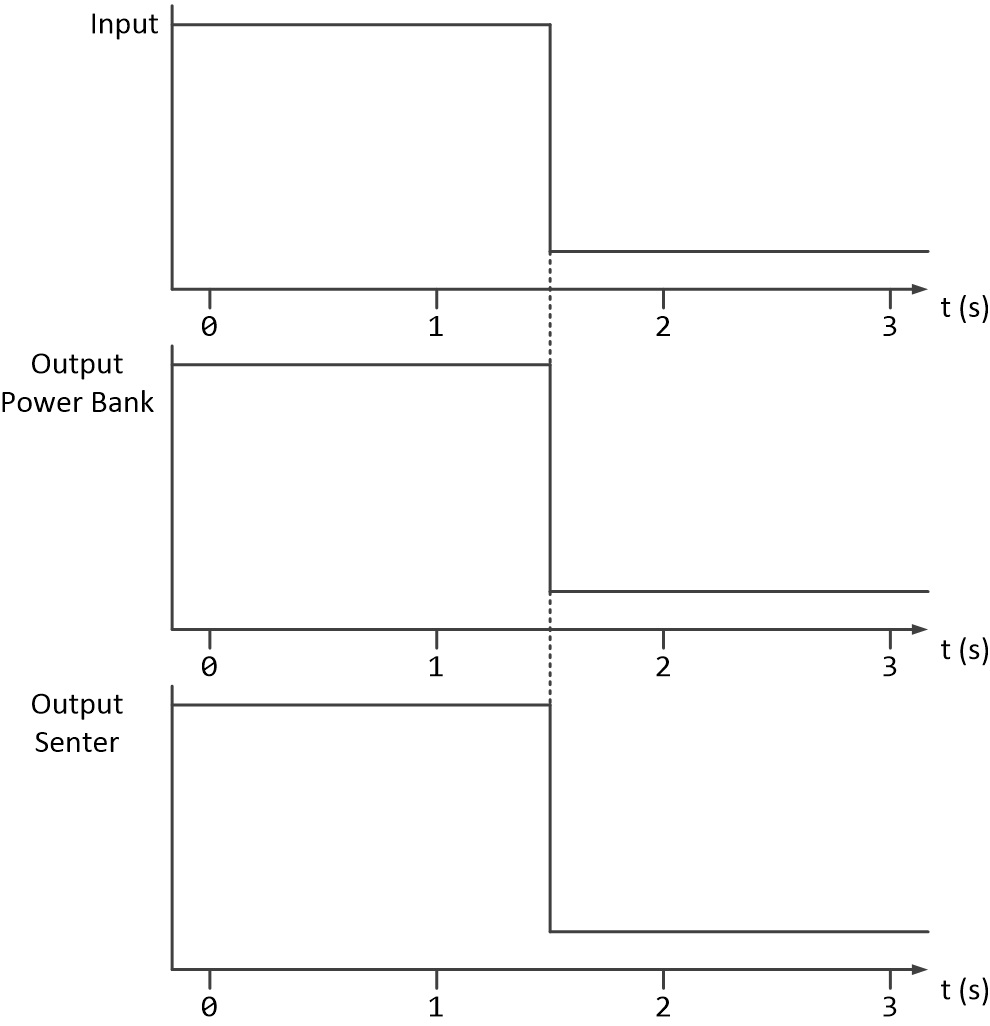 Input
t (s)
0 1 2 3
Output
Power Bank
t (s)
0 1 2 3
Output
Senter
t (s)
0 1 2 3